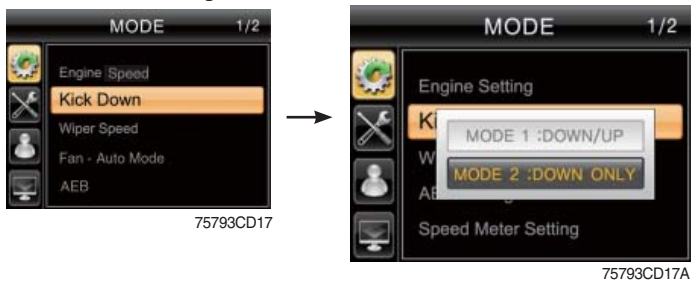 MODE 1/2
Engine Speed
Kick Down
Wiper Speed
Fan - Auto Mode
AEB
75793CD17
MODE 1/2
Engine Setting
Ki
MODE 1 :DOWN/UP
W
MODE 2 :DOWN ONLY
AE
Speed Meter Setting
75793CD17A